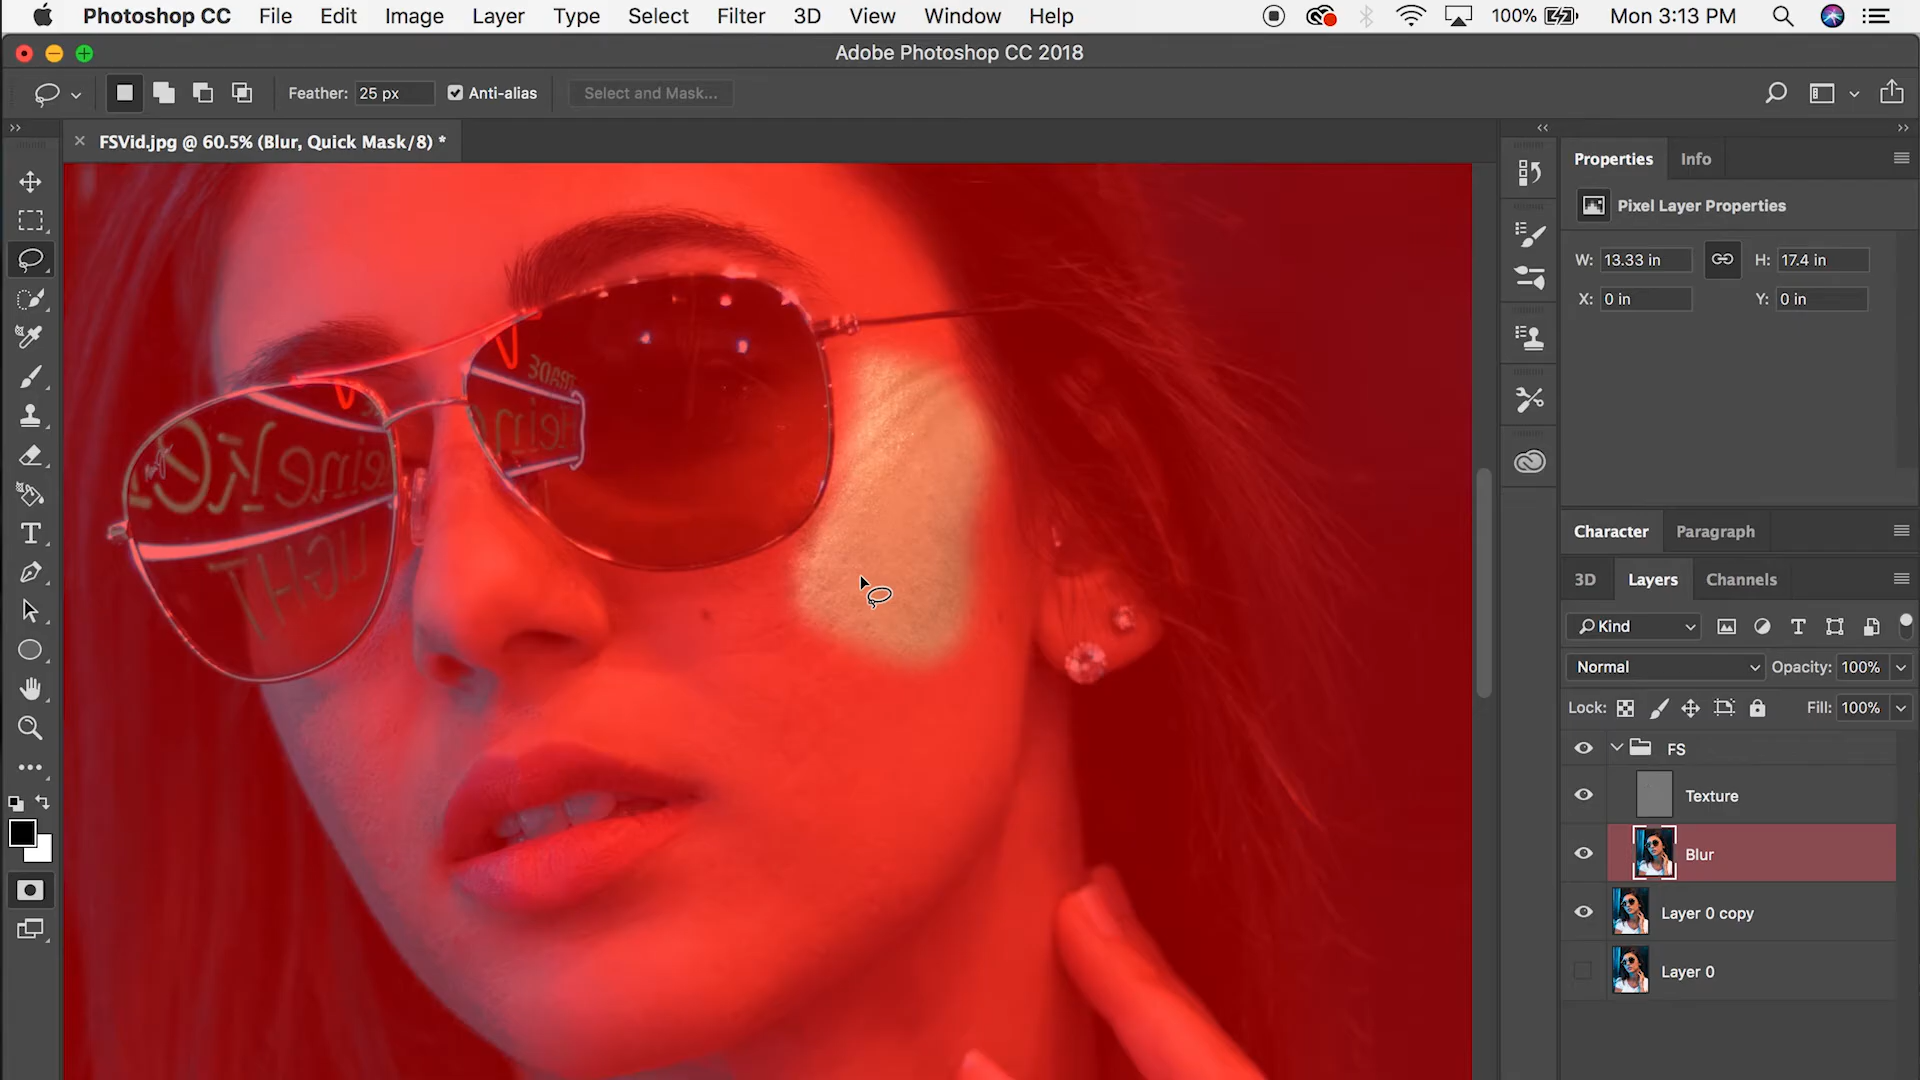 Photoshop CC File Edit Image Layer Type Select Filter 3D View Window Help 100% Mon 3:13 PM
Adobe Photoshop CC 2018
Feather: 25 px Anti-alias Select and Mask...
FSVid.jpg @ 60.5% (Blur, Quick Mask/8) *
Properties Info
Pixel Layer Properties
W: 13.33 in H: 17.4 in
X: 0 in Y: 0 in
TRADE
Heineken
LIGHT
Character Paragraph
3D Layers Channels
Kind
Normal Opacity: 100%
Lock: Fill: 100%
FS
Texture
Blur
Layer 0 copy
Layer 0